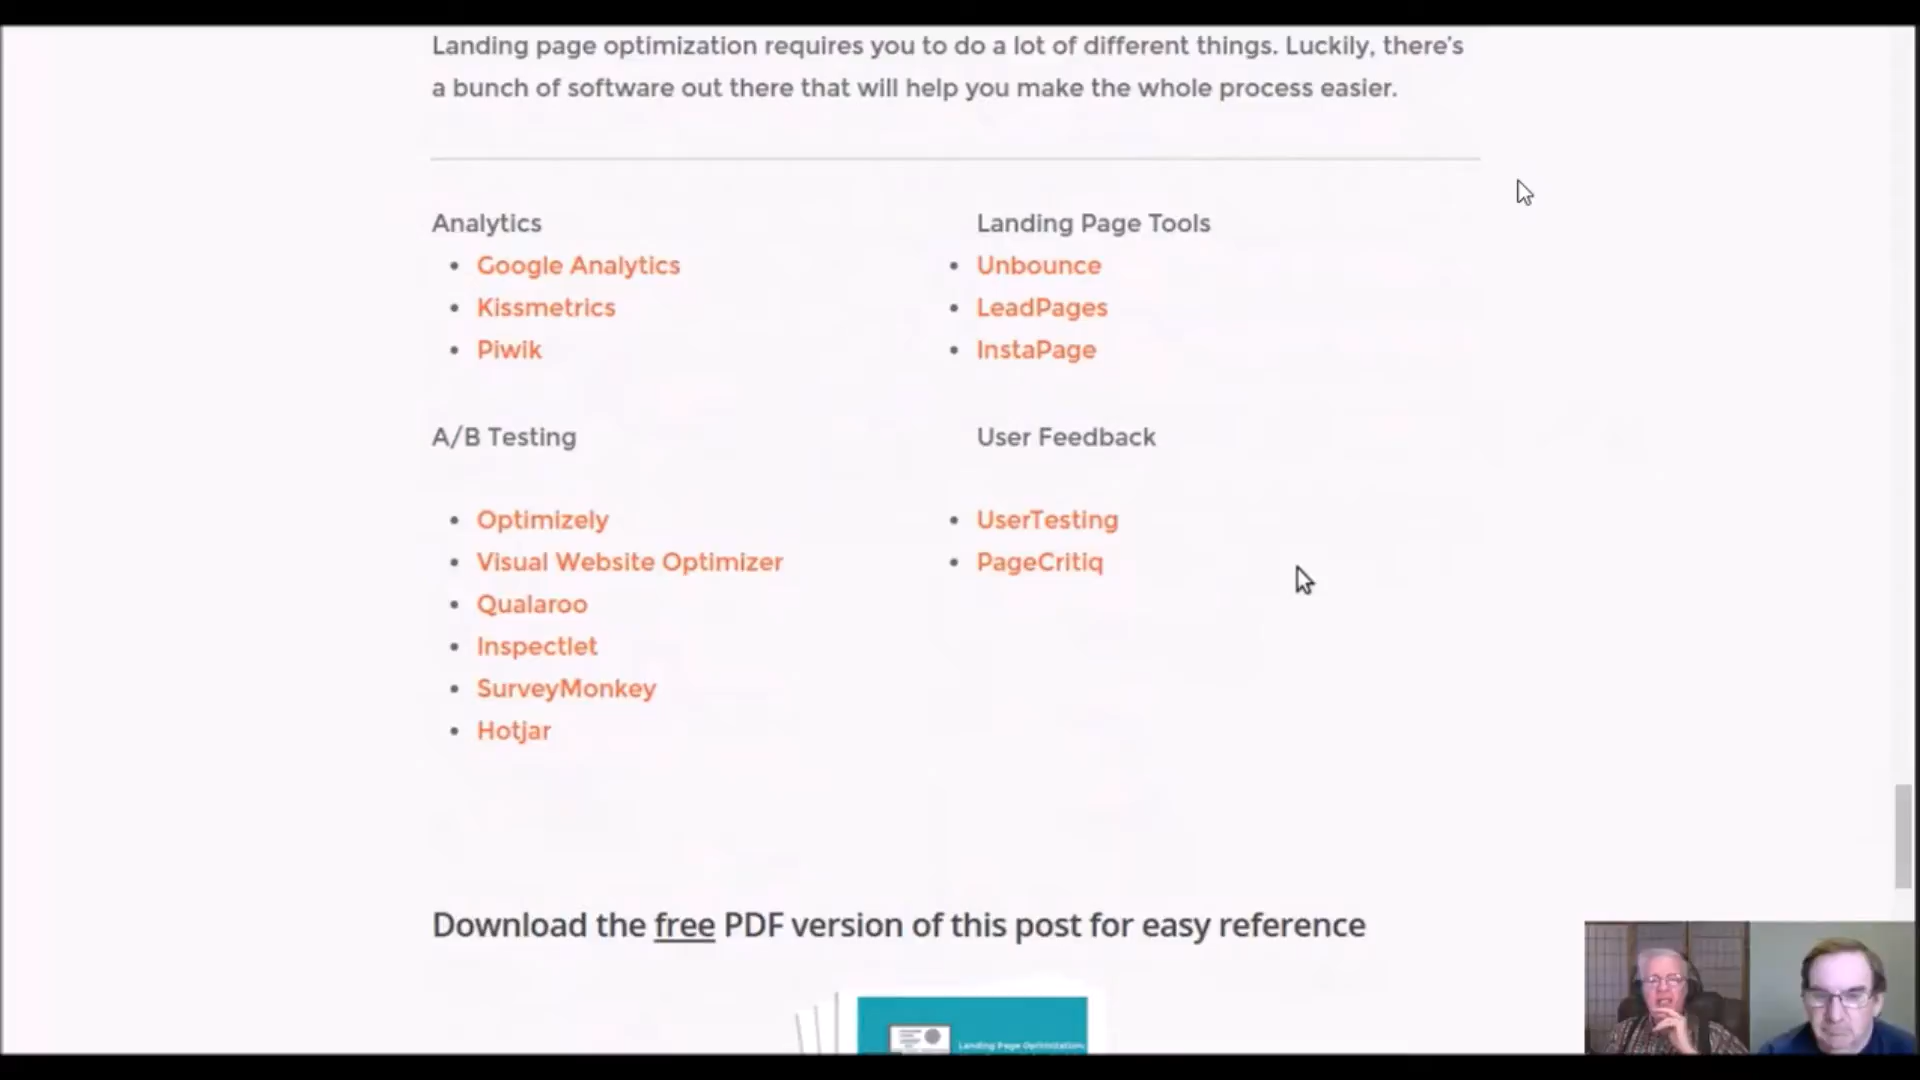 Landing page optimization requires you to do a lot of different things. Luckily, there's
a bunch of software out there that will help you make the whole process easier.
Analytics
Google Analytics
Kissmetrics
Piwik
Landing Page Tools
Unbounce
LeadPages
InstaPage
A/B Testing
Optimizely
Visual Website Optimizer
Qualaroo
Inspectlet
SurveyMonkey
Hotjar
User Feedback
UserTesting
PageCritiq
Download the free PDF version of this post for easy reference
Landing Page Optimization